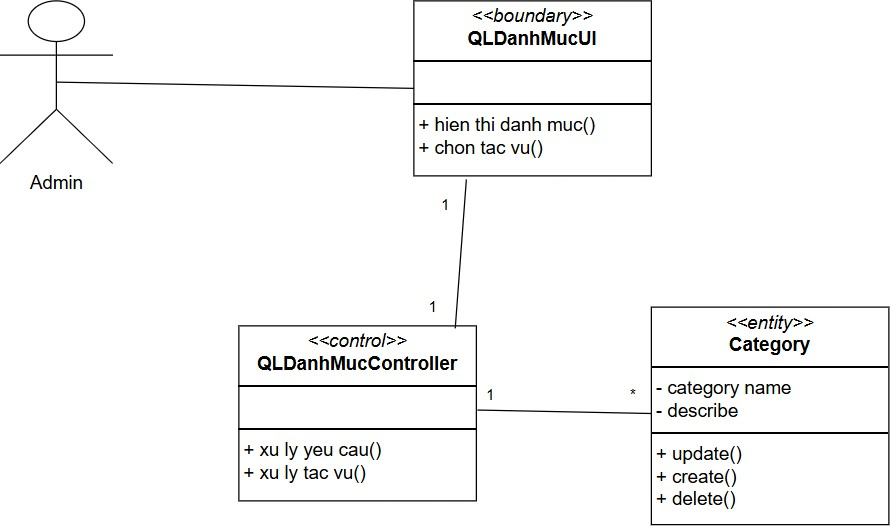 <<boundary>>
QLDanhMucUI
+ hien thi danh muc()
+ chon tac vu()
Admin
1
1
<<control>>
QLDanhMucController
+ xu ly yeu cau()
+ xu ly tac vu()
1
*
<<entity>>
Category
- category name
- describe
+ update()
+ create()
+ delete()